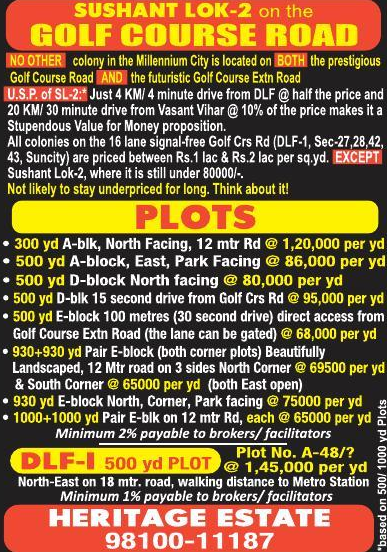 SUSHANT LOK-2 on the
GOLF COURSE ROAD
NO OTHER colony in the Millennium City is located on BOTH the prestigious
Golf Course Road AND the futuristic Golf Course Extn Road
U.S.P. of SL-2:* Just 4 KM/ 4 minute drive from DLF @ half the price and
20 KM/ 30 minute drive from Vasant Vihar @ 10% of the price makes it a
Stupendous Value for Money proposition.
All colonies on the 16 lane signal-free Golf Crs Rd (DLF-1, Sec-27,28,42,
43, Suncity) are priced between Rs.1 lac & Rs.2 lac per sq.yd. EXCEPT
Sushant Lok-2, where it is still under 80000/-.
Not likely to stay underpriced for long. Think about it!
PLOTS
• 300 yd A-blk, North Facing, 12 mtr Rd @ 1,20,000 per yd
• 500 yd A-block, East, Park Facing @ 86,000 per yd
• 500 yd D-block North facing @ 80,000 per yd
• 500 yd D-blk 15 second drive from Golf Crs Rd @ 95,000 per yd
• 500 yd E-block 100 metres (30 second drive) direct access from
Golf Course Extn Road (the lane can be gated) @ 68,000 per yd
• 930+930 yd Pair E-block (both corner plots) Beautifully
Landscaped, 12 Mtr road on 3 sides North Corner @ 69500 per yd
& South Corner @ 65000 per yd (both East open)
• 930 yd E-block North, Corner, Park facing @ 75000 per yd
• 1000+1000 yd Pair E-blk on 12 mtr Rd, each @ 65000 per yd
Minimum 2% payable to brokers/ facilitators
DLF-I 500 yd PLOT Plot No. A-48/?
@ 1,45,000 per yd
North-East on 18 mtr. road, walking distance to Metro Station
Minimum 1% payable to brokers/ facilitators
HERITAGE ESTATE
98100-11187
based on 500/ 1000 yd Plots